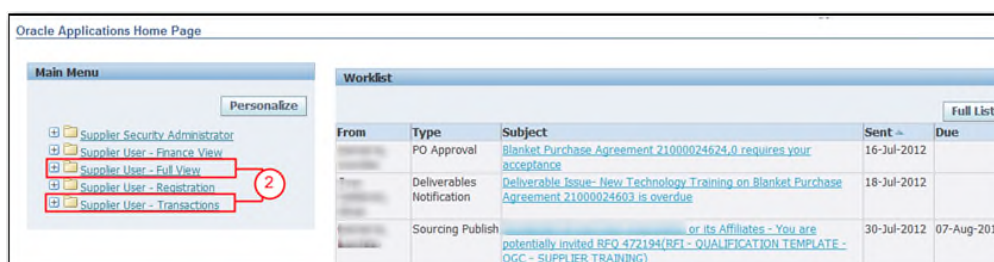 Oracle Applications Home Page
Main Menu
Personalize
Supplier Security Administrator
Supplier User - Finance View
Supplier User - Full View
Supplier User - Registration
Supplier User - Transactions
2
Worklist
Full List
From Type Subject Sent Due
PO Approval Blanket Purchase Agreement 21000024624,0 requires your 16-Jul-2012
acceptance
Deliverables Deliverable Issue- New Technology Training on Blanket Purchase 18-Jul-2012
Notification Agreement 21000024603 is overdue
Sourcing Publish or its Affiliates - You are 30-Jul-2012 07-Aug-201
potentially invited RFQ 472194(RFI - QUALIFICATION TEMPLATE -
OGC - SUPPLIER TRAINING)